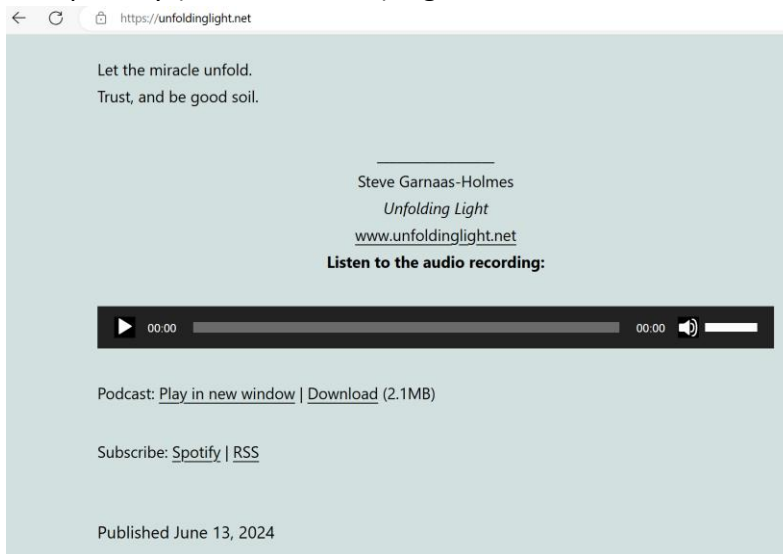 https://unfoldinglight.net
Let the miracle unfold.
Trust, and be good soil.
Steve Garnaas-Holmes
Unfolding Light
www.unfoldinglight.net
Listen to the audio recording:
00:00 00:00
Podcast: Play in new window | Download (2.1MB)
Subscribe: Spotify | RSS
Published June 13, 2024